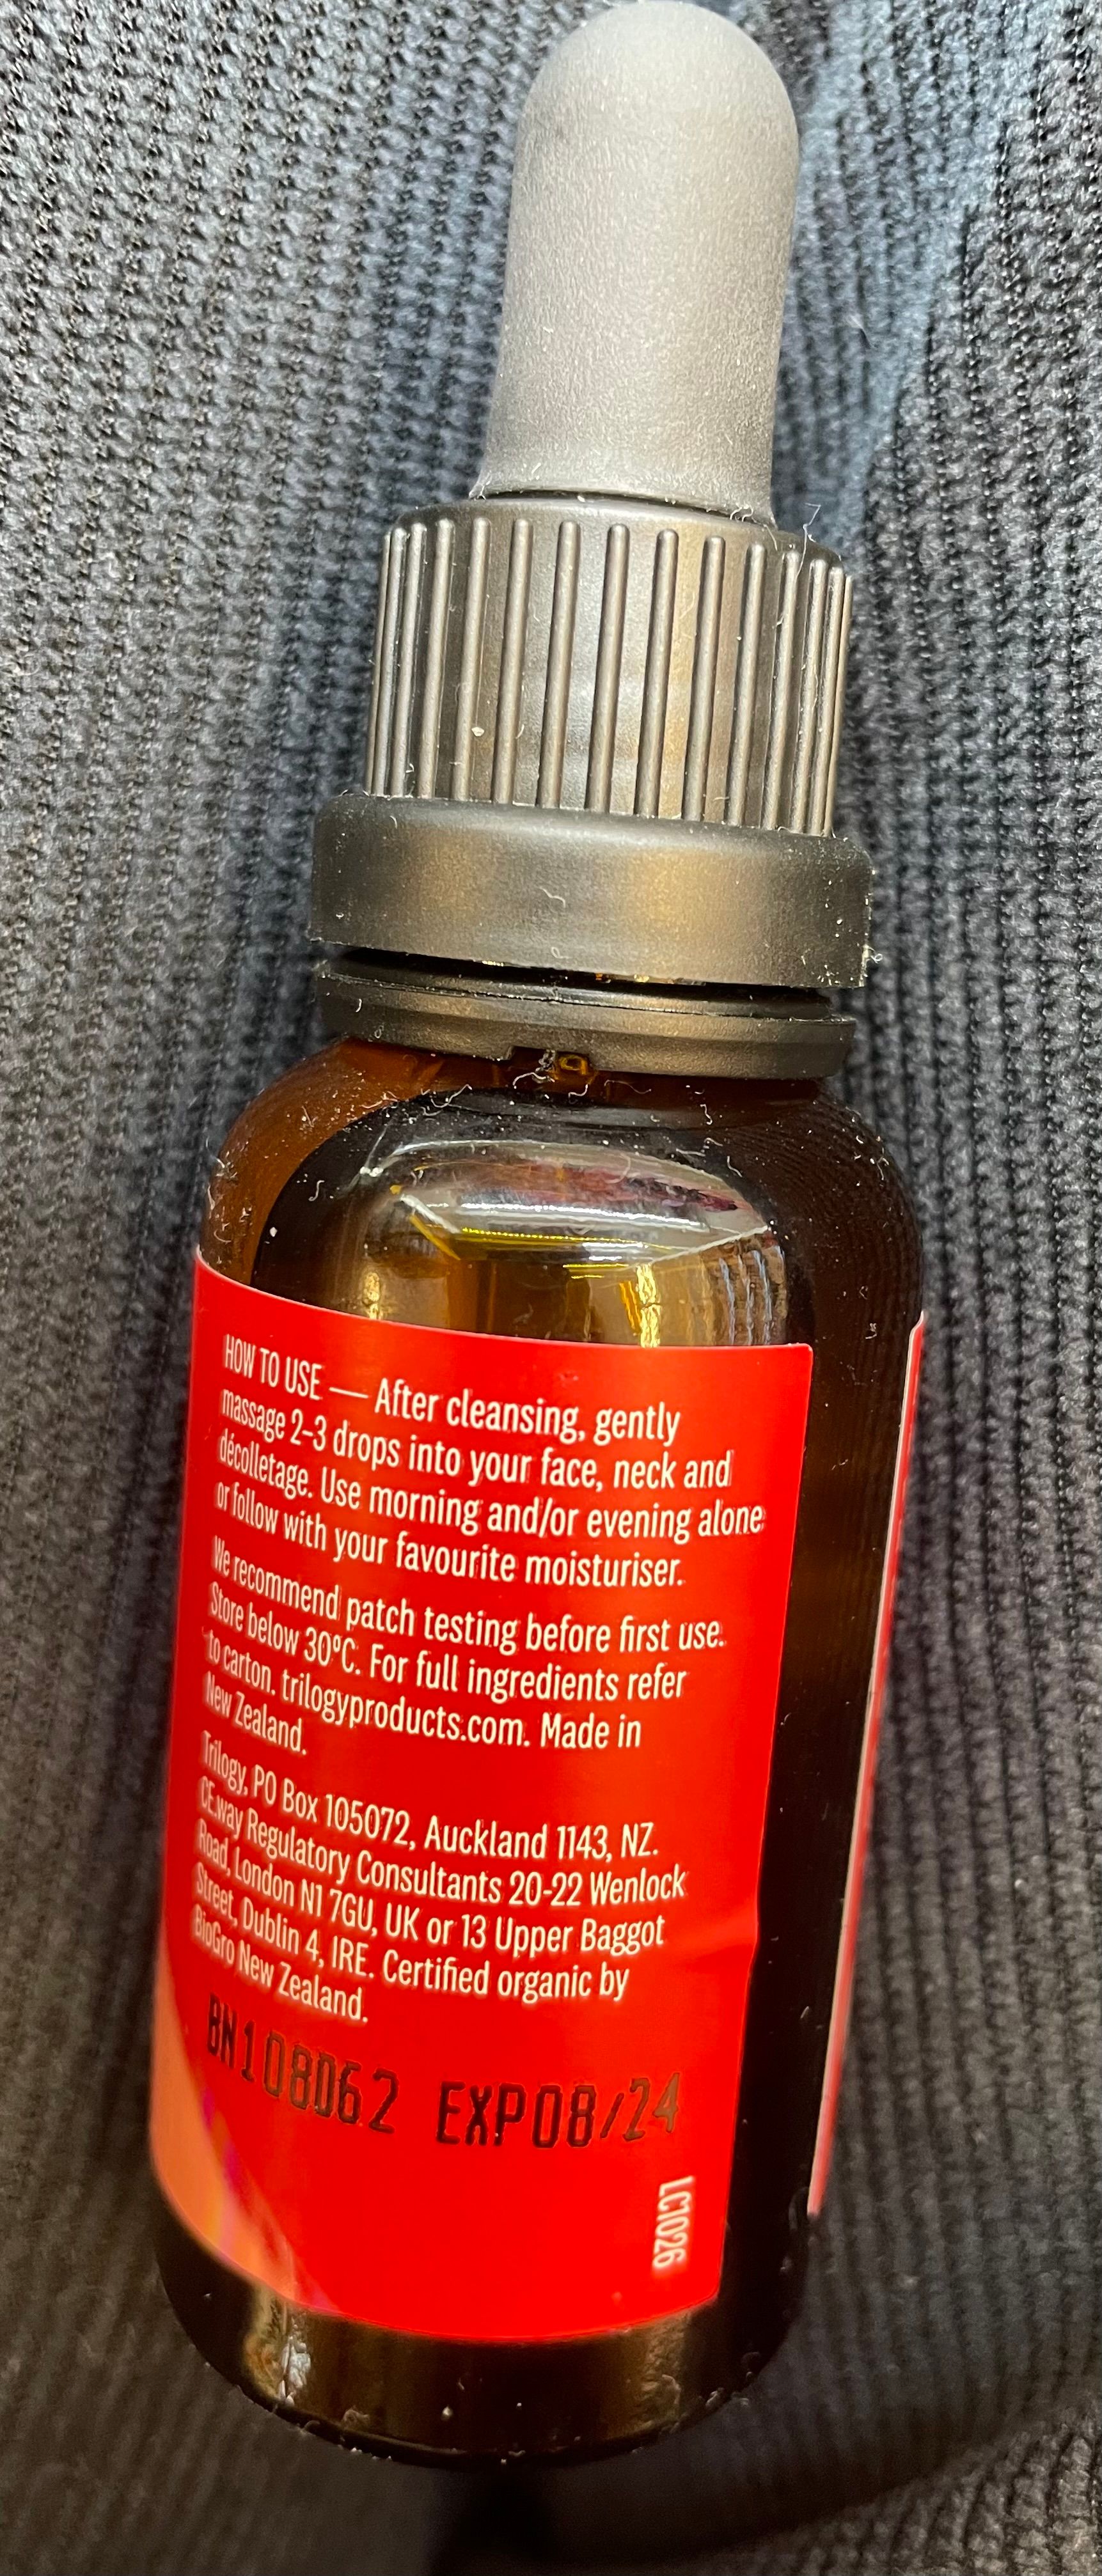 HOW TO USE — After cleansing, gently
massage 2-3 drops into your face, neck and
décolletage. Use morning and/or evening alone
or follow with your favourite moisturiser.
We recommend patch testing before first use.
Store below 30°C. For full ingredients refer
to carton. trilogyproducts.com. Made in
New Zealand.
Trilogy, PO Box 105072, Auckland 1143, NZ.
CE.way Regulatory Consultants 20-22 Wenlock
Road, London N1 7GU, UK or 13 Upper Baggot
Street, Dublin 4, IRE. Certified organic by
BioGro New Zealand.
BN108062 EXP08/24
LC1026